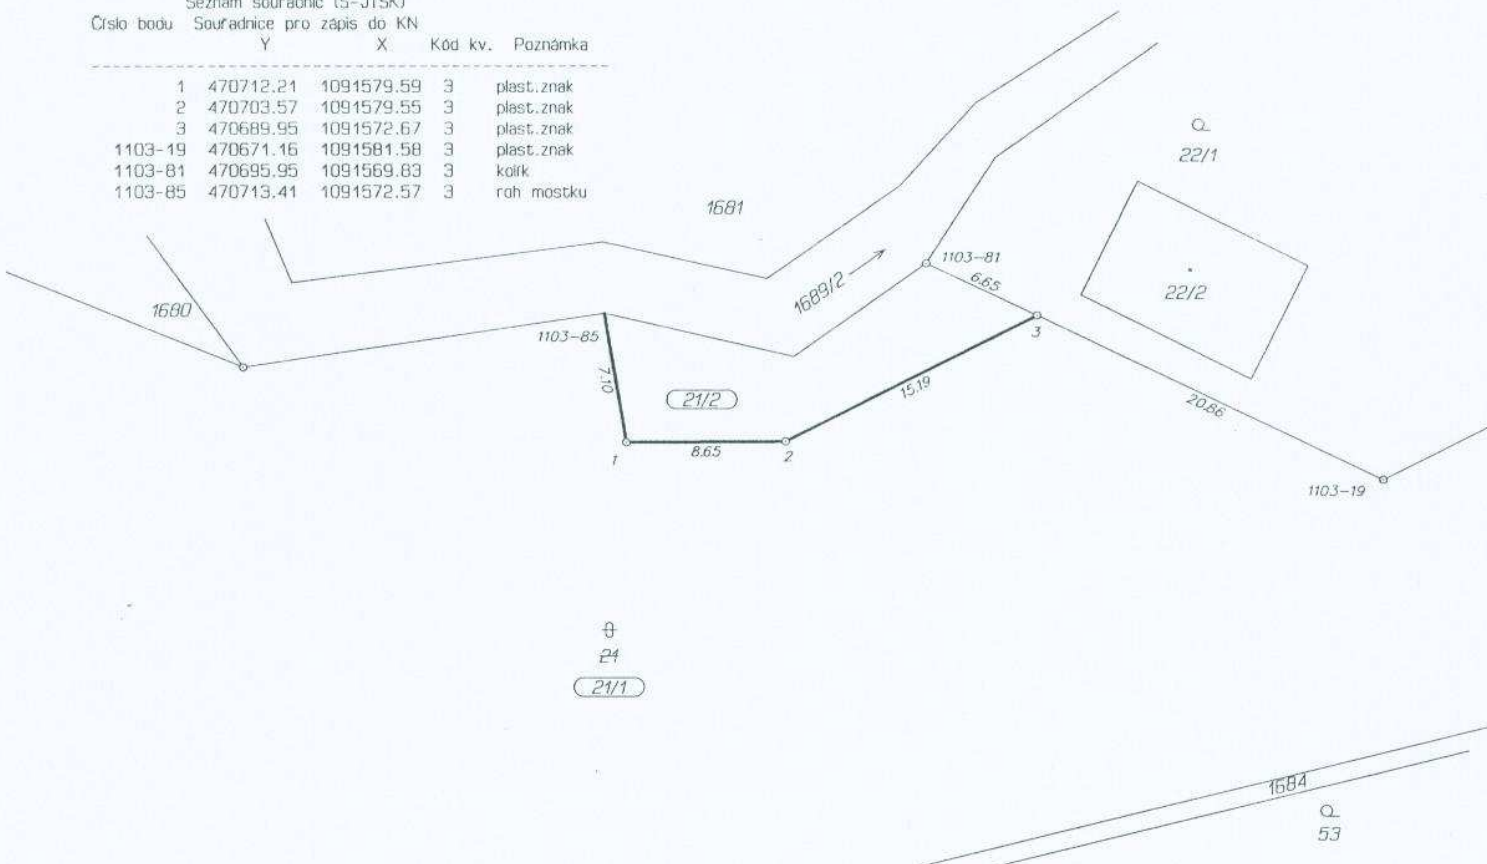 Seznam souřadnic (S-JTSK)
Číslo bodu Souřadnice pro zápis do KN
Y X Kód kv. Poznámka
1 470712.21 1091579.59 3 plast.znak
2 470703.57 1091579.55 3 plast.znak
3 470689.95 1091572.67 3 plast.znak
1103-19 470671.16 1091581.58 3 plast.znak
1103-81 470695.95 1091569.83 3 kolík
1103-85 470713.41 1091572.57 3 roh mostku
22/1
1681
1103-81
6.65
1689/2
22/2
1680
1103-85
3
7.10
21/2
15.19
20.86
8.65
1
2
1103-19
21
21/1
1684
53